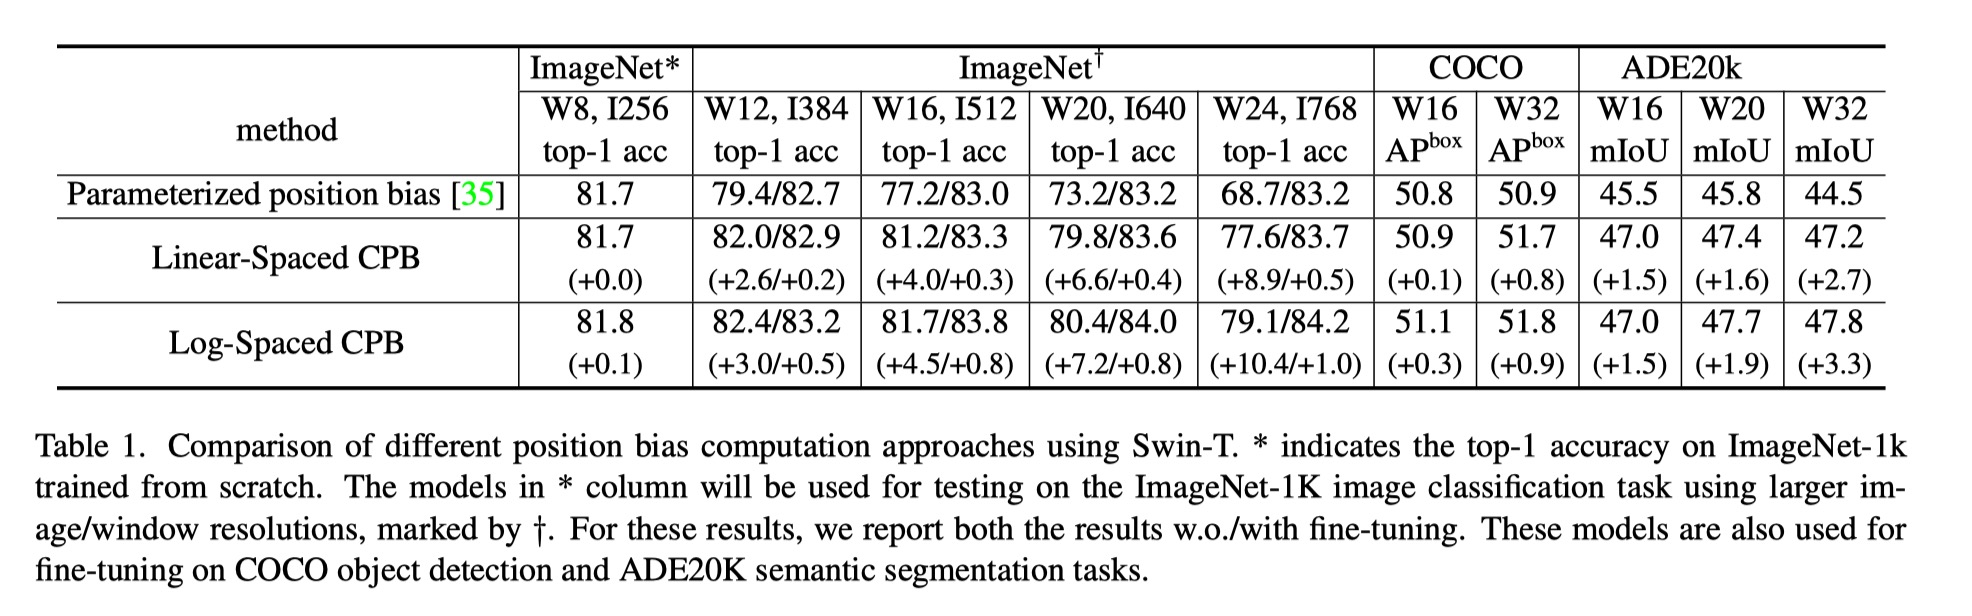 ImageNet* ImageNet† COCO ADE20k
method W8, I256 W12, I384 W16, I512 W20, I640 W24, I768 W16 W32 W16 W20 W32
top-1 acc top-1 acc top-1 acc top-1 acc top-1 acc APbox APbox mIoU mIoU mIoU
Parameterized position bias [35] 81.7 79.4/82.7 77.2/83.0 73.2/83.2 68.7/83.2 50.8 50.9 45.5 45.8 44.5
Linear-Spaced CPB 81.7 82.0/82.9 81.2/83.3 79.8/83.6 77.6/83.7 50.9 51.7 47.0 47.4 47.2
(+0.0) (+2.6/+0.2) (+4.0/+0.3) (+6.6/+0.4) (+8.9/+0.5) (+0.1) (+0.8) (+1.5) (+1.6) (+2.7)
Log-Spaced CPB 81.8 82.4/83.2 81.7/83.8 80.4/84.0 79.1/84.2 51.1 51.8 47.0 47.7 47.8
(+0.1) (+3.0/+0.5) (+4.5/+0.8) (+7.2/+0.8) (+10.4/+1.0) (+0.3) (+0.9) (+1.5) (+1.9) (+3.3)
Table 1. Comparison of different position bias computation approaches using Swin-T. * indicates the top-1 accuracy on ImageNet-1k
trained from scratch. The models in * column will be used for testing on the ImageNet-1K image classification task using larger im-
age/window resolutions, marked by †. For these results, we report both the results w.o./with fine-tuning. These models are also used for
fine-tuning on COCO object detection and ADE20K semantic segmentation tasks.